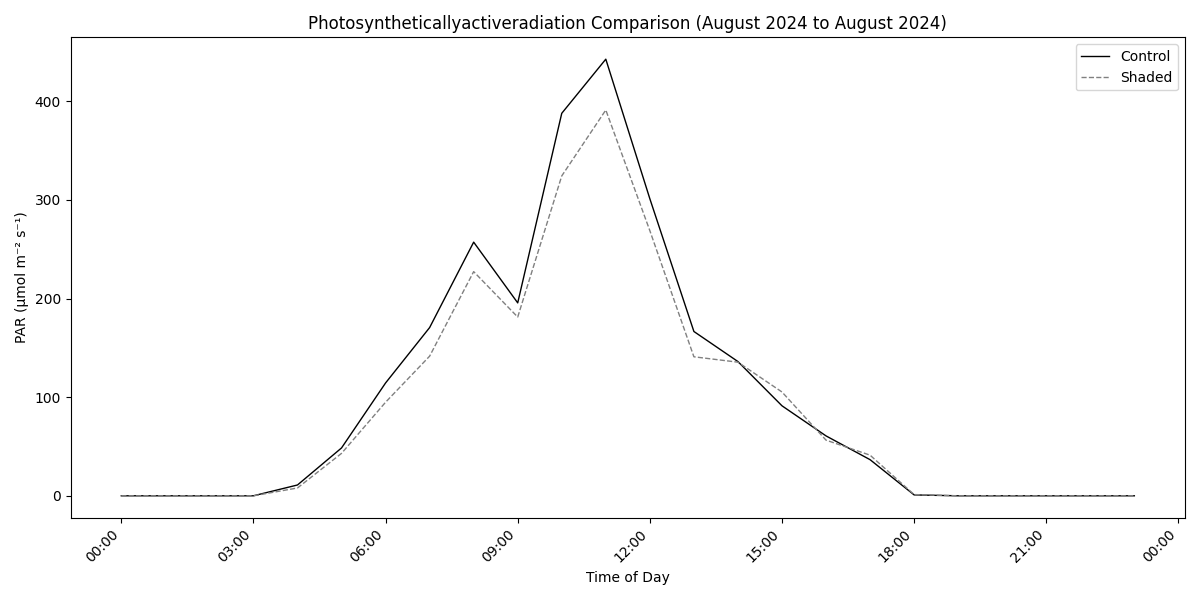 Photosyntheticallyactiveradiation Comparison (August 2024 to August 2024)
Control
Shaded
PAR (μmol m⁻² s⁻¹)
400
300
200
100
0
00:00
03:00
06:00
09:00
12:00
15:00
18:00
21:00
00:00
Time of Day